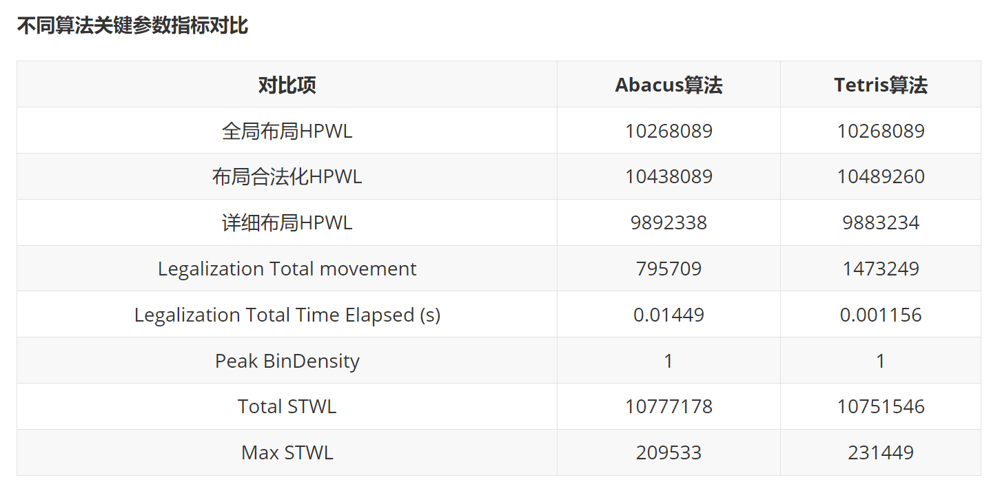 不同算法关键参数指标对比
对比项 Abacus算法 Tetris算法
全局布局HPWL 10268089 10268089
布局合法化HPWL 10438089 10489260
详细布局HPWL 9892338 9883234
Legalization Total movement 795709 1473249
Legalization Total Time Elapsed (s) 0.01449 0.001156
Peak BinDensity 1 1
Total STWL 10777178 10751546
Max STWL 209533 231449